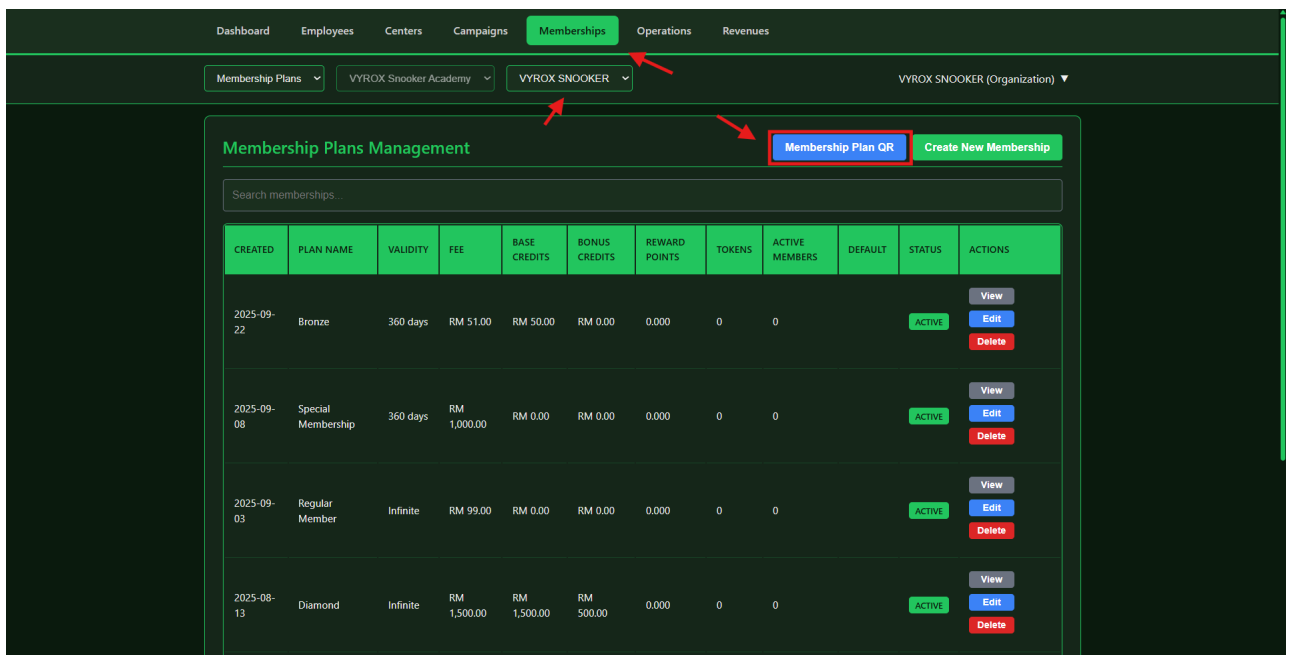 Dashboard Employees Centers Campaigns Memberships Operations Revenues
Membership Plans VYROX Snooker Academy VYROX SNOOKER VYROX SNOOKER (Organization) ▼
Membership Plans Management Membership Plan QR Create New Membership
Search memberships...
CREATED PLAN NAME VALIDITY FEE BASE CREDITS BONUS CREDITS REWARD POINTS TOKENS ACTIVE MEMBERS DEFAULT STATUS ACTIONS
2025-09-22 Bronze 360 days RM 51.00 RM 50.00 RM 0.00 0.000 0 0 ACTIVE View Edit Delete
2025-09-08 Special Membership 360 days RM 1,000.00 RM 0.00 RM 0.00 0.000 0 0 ACTIVE View Edit Delete
2025-09-03 Regular Member Infinite RM 99.00 RM 0.00 RM 0.00 0.000 0 0 ACTIVE View Edit Delete
2025-08-13 Diamond Infinite RM 1,500.00 RM 1,500.00 RM 500.00 0.000 0 0 ACTIVE View Edit Delete